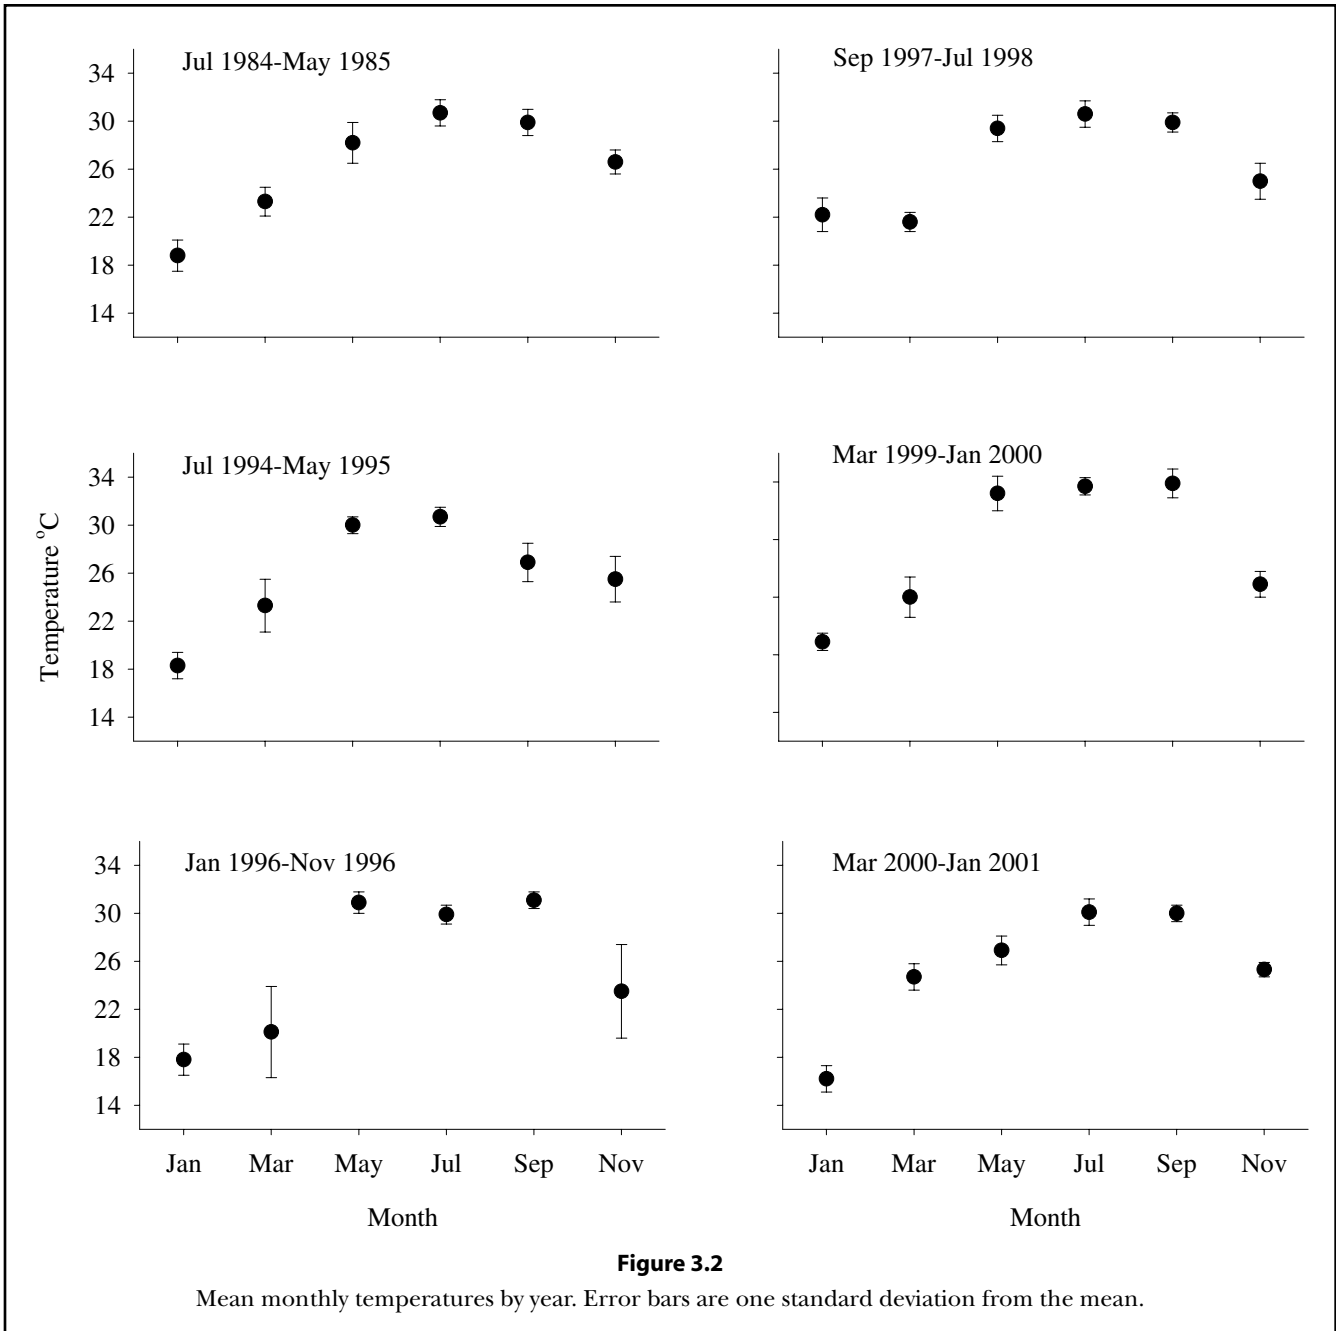 Jul 1984-May 1985
34
30
26
22
18
14
Sep 1997-Jul 1998
Jul 1994-May 1995
34
30
26
22
18
14
Mar 1999-Jan 2000
Temperature °C
Jan 1996-Nov 1996
34
30
26
22
18
14
Jan Mar May Jul Sep Nov
Month
Mar 2000-Jan 2001
Jan Mar May Jul Sep Nov
Month
Figure 3.2
Mean monthly temperatures by year. Error bars are one standard deviation from the mean.